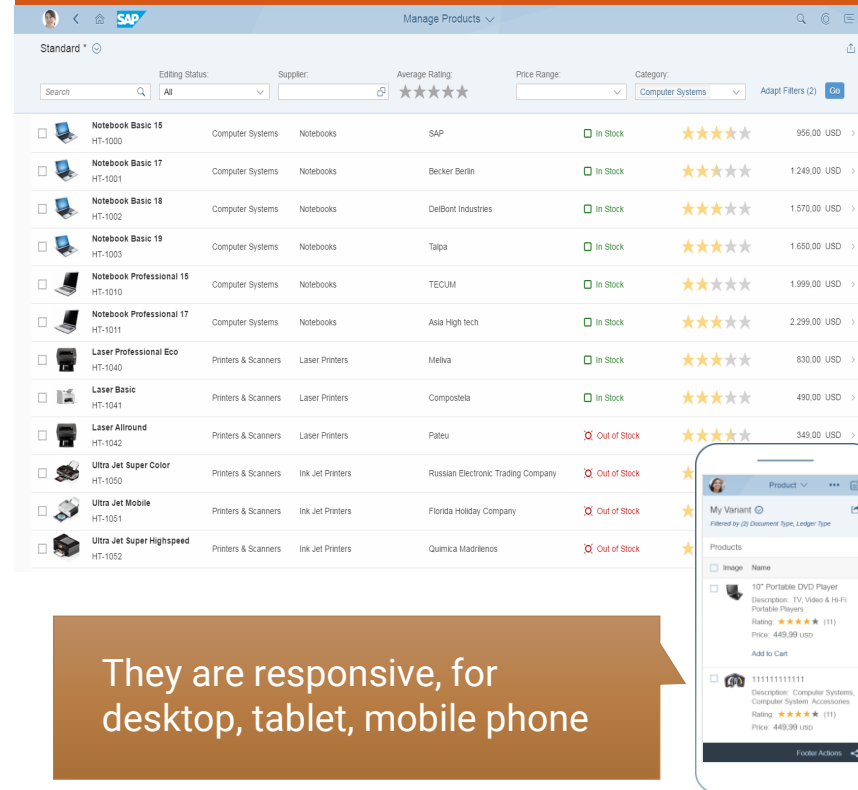 SAP
Manage Products
Standard *
Editing Status:
Supplier:
Average Rating:
Price Range:
Category:
Search
All
Computer Systems
Adapt Filters (2)
Go
Notebook Basic 15
HT-1000
Computer Systems Notebooks SAP In Stock 956,00 USD
Notebook Basic 17
HT-1001
Computer Systems Notebooks Becker Berlin In Stock 1.249,00 USD
Notebook Basic 18
HT-1002
Computer Systems Notebooks DelBont Industries In Stock 1.570,00 USD
Notebook Basic 19
HT-1003
Computer Systems Notebooks Talpa In Stock 1.650,00 USD
Notebook Professional 15
HT-1010
Computer Systems Notebooks TECUM In Stock 1.999,00 USD
Notebook Professional 17
HT-1011
Computer Systems Notebooks Asia High tech In Stock 2.299,00 USD
Laser Professional Eco
HT-1040
Printers & Scanners Laser Printers Meliva In Stock 830,00 USD
Laser Basic
HT-1041
Printers & Scanners Laser Printers Compostela In Stock 490,00 USD
Laser Allround
HT-1042
Printers & Scanners Laser Printers Pateu Out of Stock 349,00 USD
Ultra Jet Super Color
HT-1050
Printers & Scanners Ink Jet Printers Russian Electronic Trading Company Out of Stock
Ultra Jet Mobile
HT-1051
Printers & Scanners Ink Jet Printers Florida Holiday Company Out of Stock
Ultra Jet Super Highspeed
HT-1052
Printers & Scanners Ink Jet Printers Quimica Madrilenos Out of Stock
Product
My Variant
Filtered by (2) Document Type, Ledger Type
Products
Image Name
10" Portable DVD Player
Description: TV, Video & Hi-Fi
Portable Players
Rating: (11)
Price: 449,99 USD
Add to Cart
111111111111
Description: Computer Systems,
Computer System Accessories
Rating: (11)
Price: 449,99 USD
Footer Actions
They are responsive, for
desktop, tablet, mobile phone